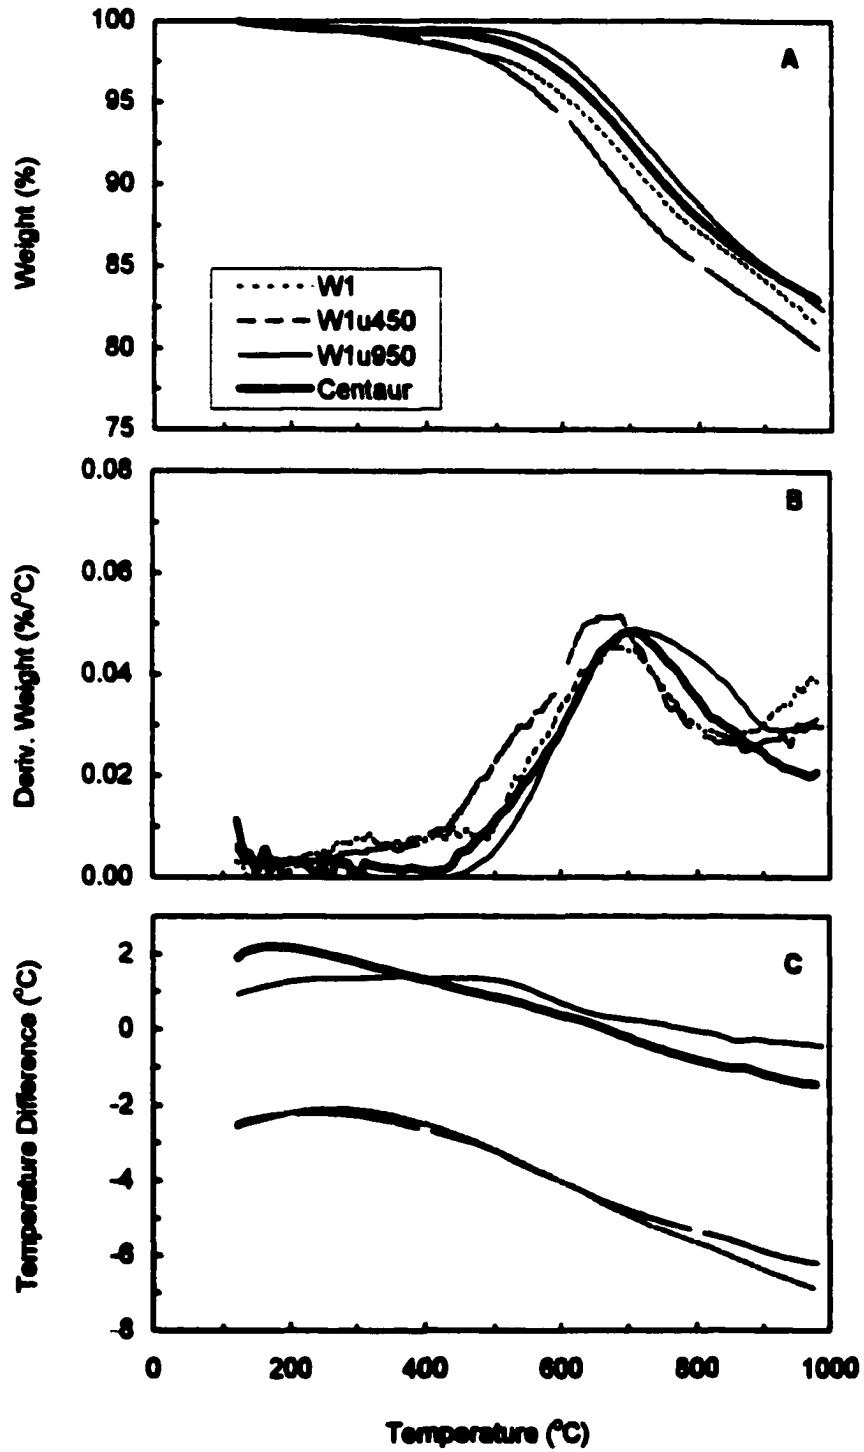 100
A
95
Weight (%)
90
85
W1
W1u450
W1u950
Centaur
80
75
0.08
B
0.06
Deriv. Weight (%/°C)
0.04
0.02
0.00
2
C
0
Temperature Difference (°C)
-2
-4
-6
-8
0 200 400 600 800 1000
Temperature (°C)